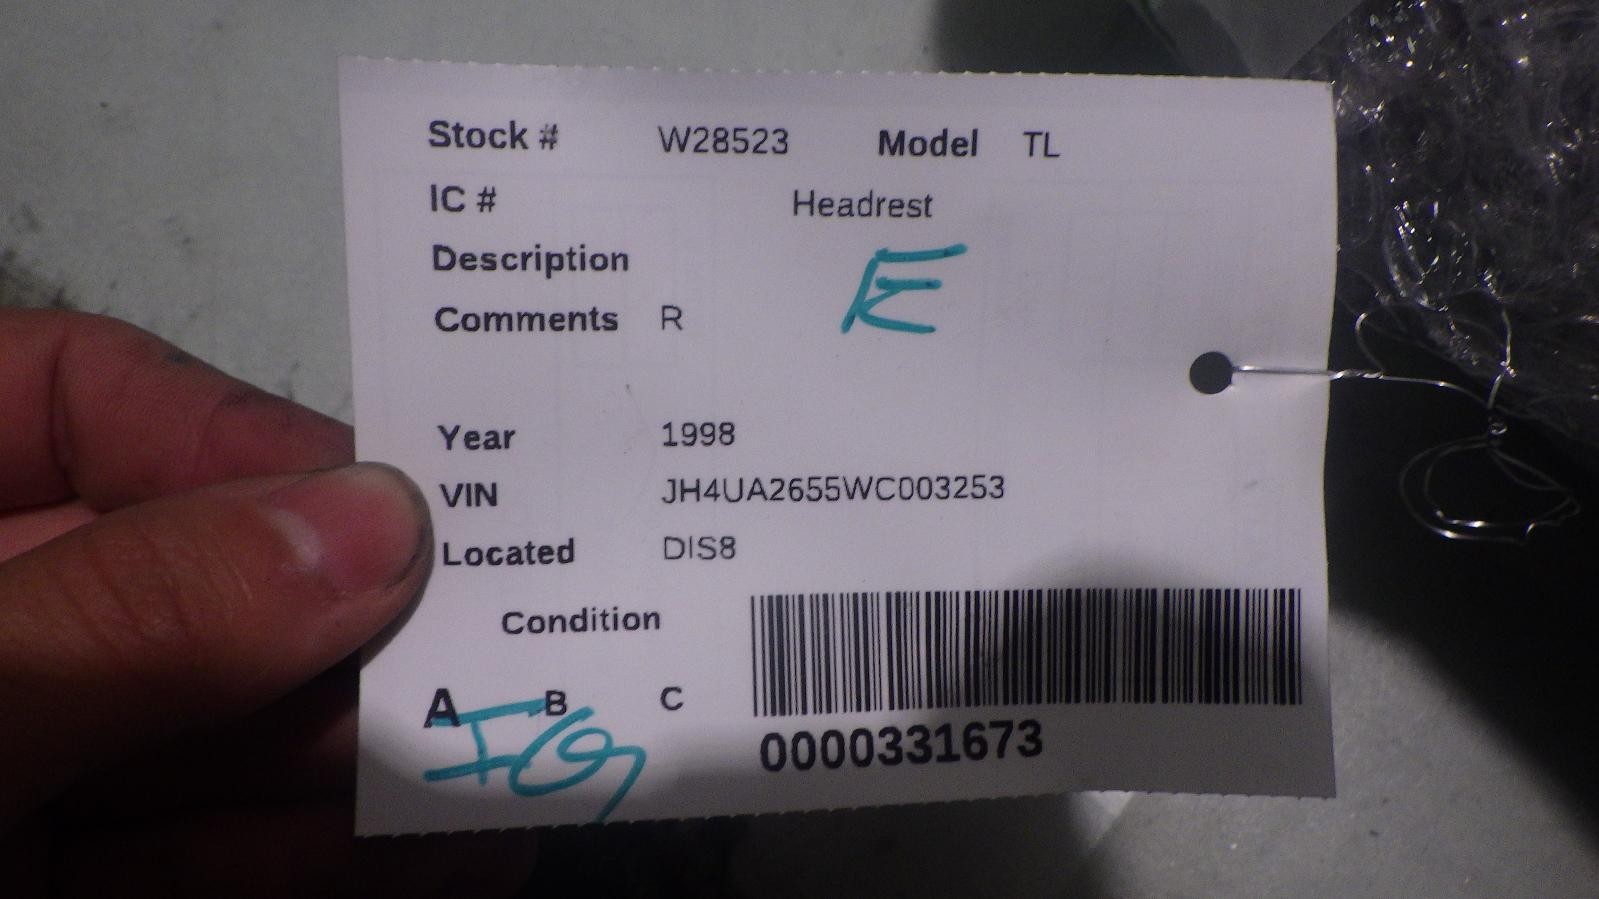 Stock # W28523 Model TL
IC # Headrest
Description
E
Comments R
Year 1998
VIN JH4UA2655WC003253
Located DIS8
Condition
A B C
0000331673